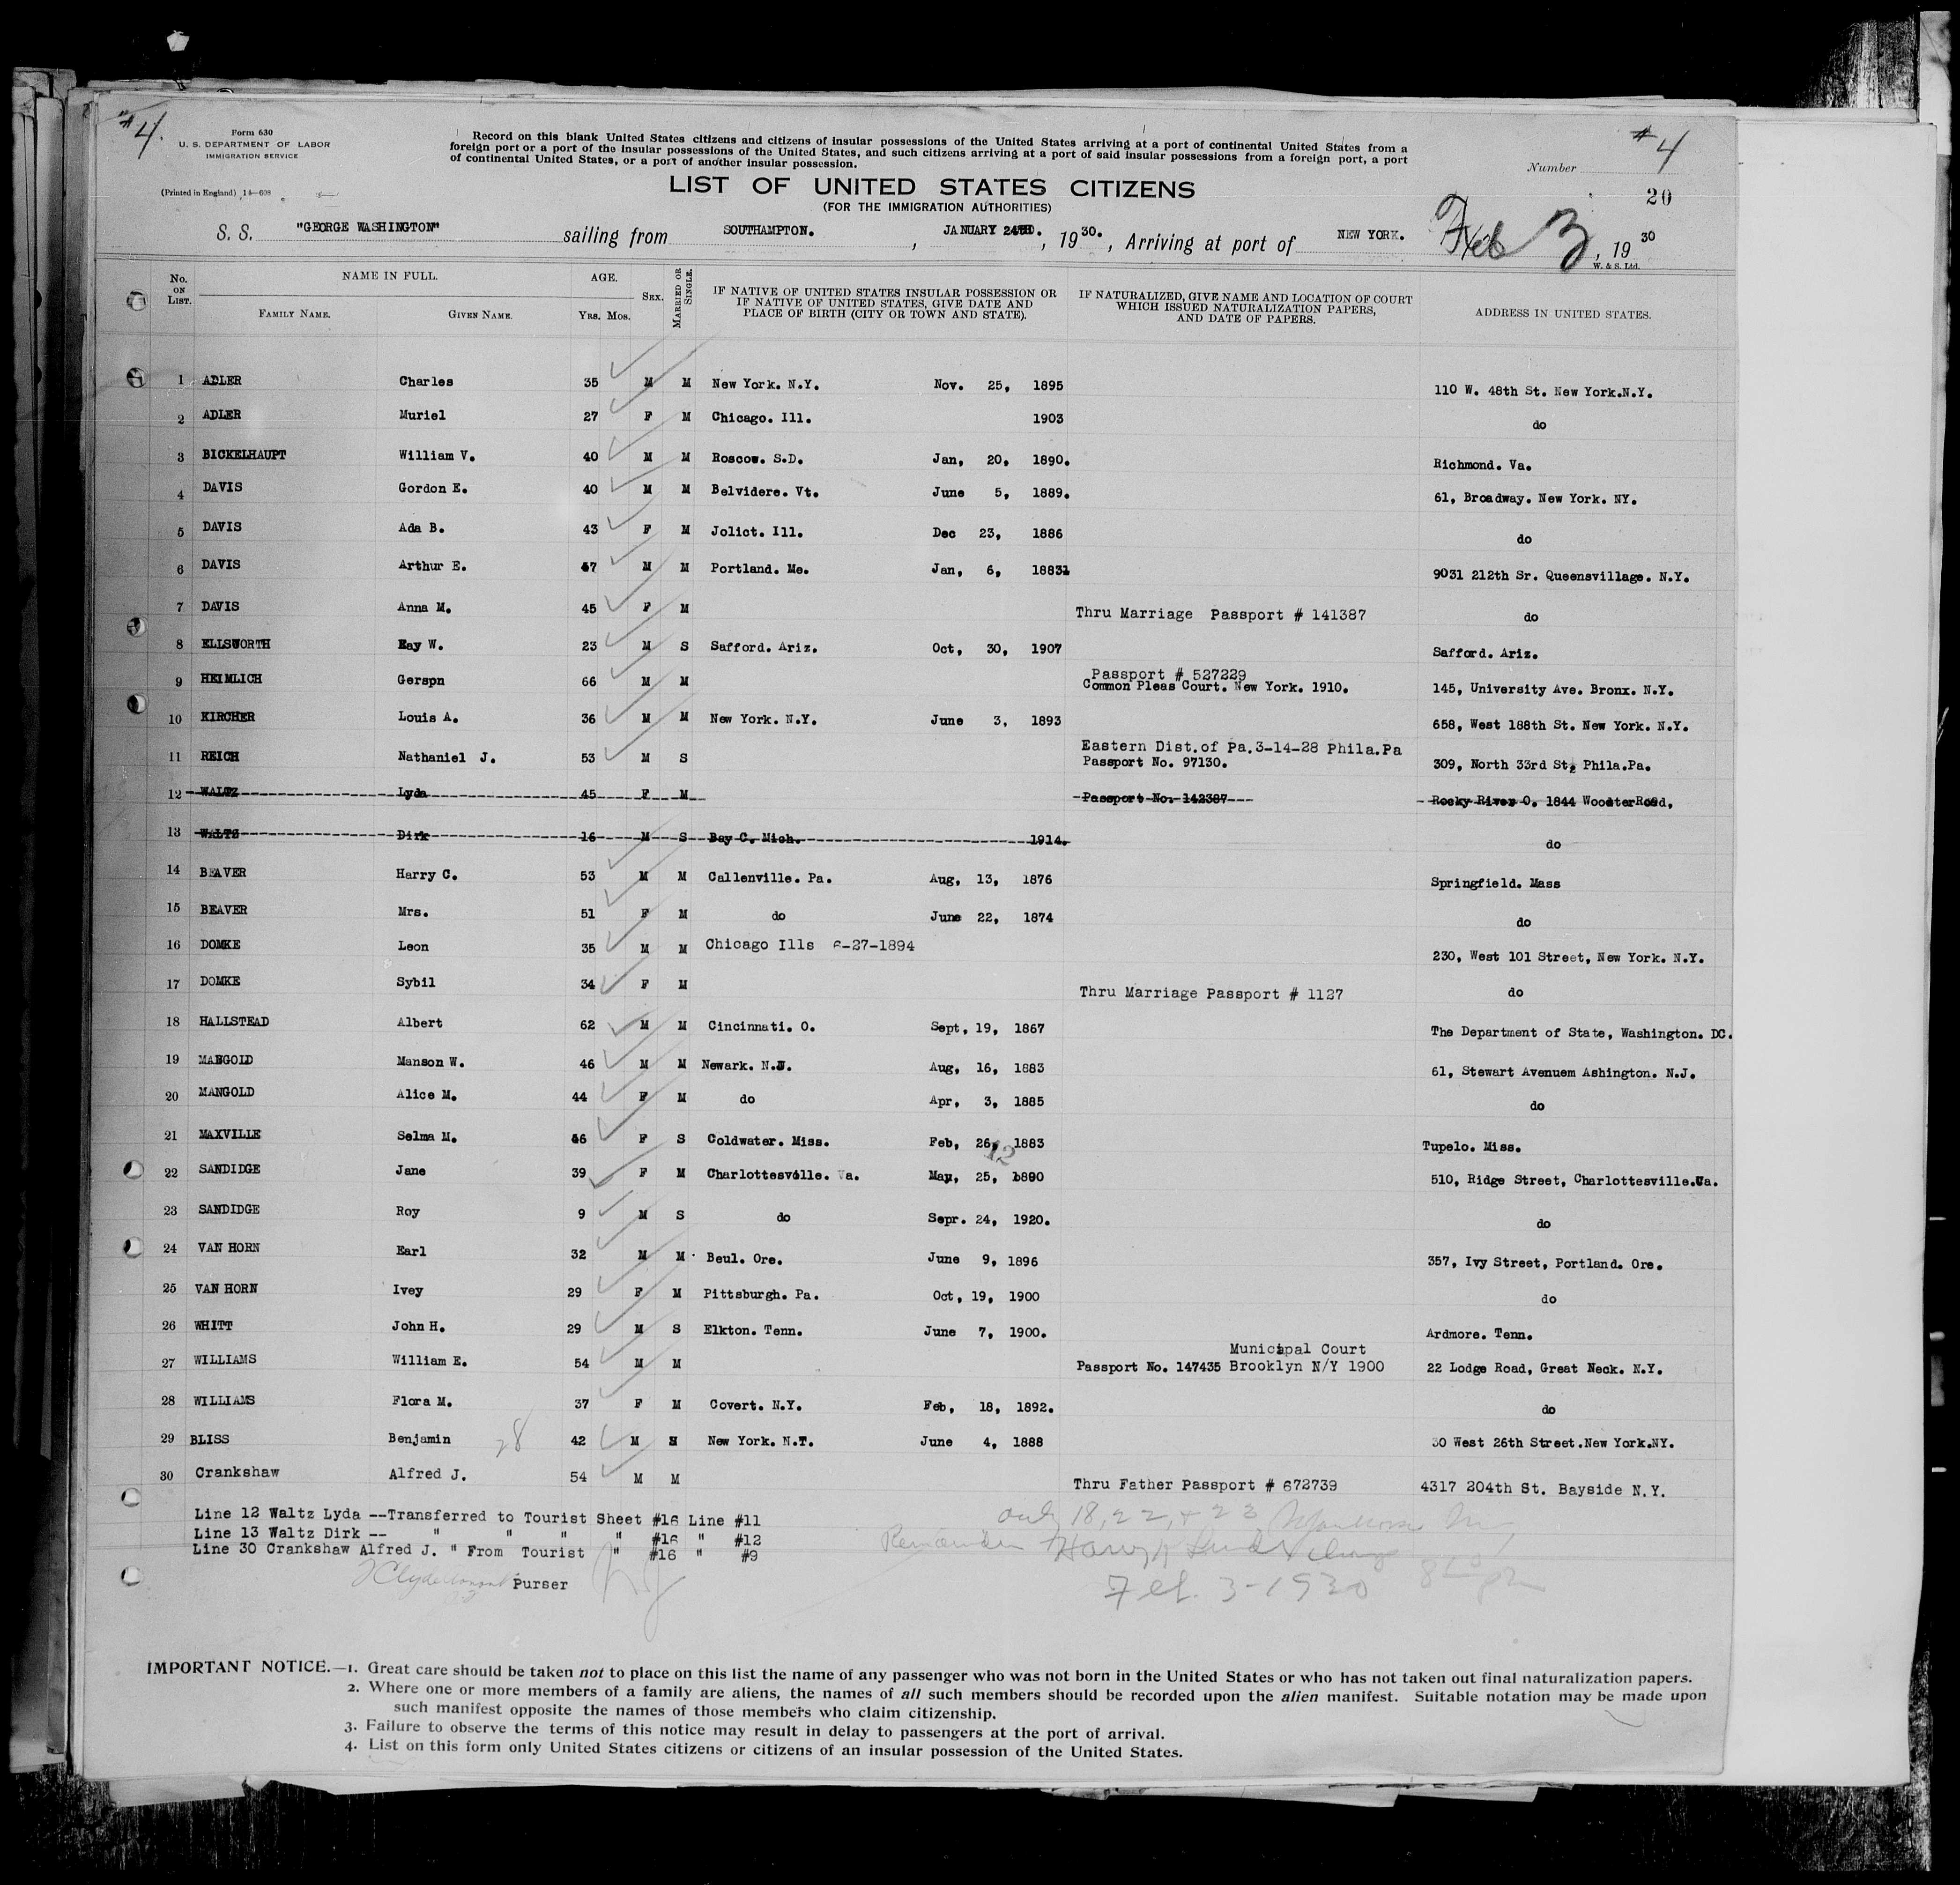 #4.
Form 630
U. S. DEPARTMENT OF LABOR
IMMIGRATION SERVICE
(Printed in England) 14—608
Record on this blank United States citizens and citizens of insular possessions of the United States arriving at a port of continental United States from a
foreign port or a port of the insular possessions of the United States, and such citizens arriving at a port of said insular possessions from a foreign port, a port
of continental United States, or a port of another insular possession.
Number #4
20
LIST OF UNITED STATES CITIZENS
(FOR THE IMMIGRATION AUTHORITIES)
S. S. "GEORGE WASHINGTON" sailing from SOUTHAMPTON. , JANUARY , 1930. , Arriving at port of NEW YORK. Feb 3, 1930
W. & S. Ltd.
No. ON LIST. NAME IN FULL. FAMILY NAME. GIVEN NAME. AGE. Yrs. Mos. SEX. MARRIED OR SINGLE. IF NATIVE OF UNITED STATES INSULAR POSSESSION OR IF NATIVE OF UNITED STATES, GIVE DATE AND PLACE OF BIRTH (CITY OR TOWN AND STATE). IF NATURALIZED, GIVE NAME AND LOCATION OF COURT WHICH ISSUED NATURALIZATION PAPERS, AND DATE OF PAPERS. ADDRESS IN UNITED STATES.
1 ADLER Charles 35 M M New York. N.Y. Nov. 25, 1895 110 W. 48th St. New York.N.Y.
2 ADLER Muriel 27 F M Chicago. Ill. 1903 do
3 BICKELHAUPT William V. 40 M M Roscow. S.D. Jan, 20, 1890. Richmond. Va.
4 DAVIS Gordon E. 40 M M Belvidere. Vt. June 5, 1889. 61, Broadway. New York. NY.
5 DAVIS Ada B. 43 F M Jolict. Ill. Dec 23, 1886 do
6 DAVIS Arthur E. M M Portland. Me. Jan, 6, 9031 212th Sr. Queensvillage. N.Y.
7 DAVIS Anna M. 45 F M Thru Marriage Passport # 141387 do
8 ELLSWORTH Ray W. 23 M S Safford. Ariz. Oct, 30, 1907 Safford. Ariz.
9 HEIMLICH Gerspn 66 M M Passport # 527229
Common Pleas Court. New York. 1910. 145, University Ave. Bronx. N.Y.
10 KIRCHER Louis A. 36 M M New York. N.Y. June 3, 1893 658, West 188th St. New York. N.Y.
11 REICH Nathaniel J. 53 M S Eastern Dist.of Pa.3-14-28 Phila.Pa
Passport No. 97130. 309, North 33rd St, Phila.Pa.
12 WALTZ Lyda 45 F M Passport No. 142387 Rocky River O. 1844 Wooster Road,
13 WALTZ Dirk 16 M S Bay C. Mich. 1914. do
14 BEAVER Harry C. 53 M M Callenville. Pa. Aug, 13, 1876 Springfield. Mass
15 BEAVER Mrs. 51 F M do June 22, 1874 do
16 DOMKE Leon 35 M M Chicago Ills 6-27-1894 230, West 101 Street, New York. N.Y.
17 DOMKE Sybil 34 F M Thru Marriage Passport # 1127 do
18 HALLSTEAD Albert 62 M M Cincinnati. O. Sept, 19, 1867 The Department of State, Washington. DC.
19 MANGOLD Manson W. 46 M M Newark. N.J. Aug, 16, 1883 61, Stewart Avenuem Ashington. N.J.
20 MANGOLD Alice M. 44 F M do Apr, 3, 1885 do
21 MAXVILLE Selma M. 46 F S Coldwater. Miss. Feb, 26, 1883 Tupelo. Miss.
22 SANDIDGE Jane 39 F M Charlottesville. Va. May, 25, 12 1890 510, Ridge Street, Charlottesville.Va.
23 SANDIDGE Roy 9 M S do Sepr. 24, 1920. do
24 VAN HORN Earl 32 M M Beul. Ore. June 9, 1896 357, Ivy Street, Portland. Ore.
25 VAN HORN Ivey 29 F M Pittsburgh. Pa. Oct, 19, 1900 do
26 WHITT John H. 29 M S Elkton. Tenn. June 7, 1900. Ardmore. Tenn.
27 WILLIAMS William E. 54 M M Municipal Court
Passport No. 147435 Brooklyn N/Y 1900 22 Lodge Road, Great Neck. N.Y.
28 WILLIAMS Flora M. 37 F M Covert. N.Y. Feb, 18, 1892. do
29 BLISS Benjamin 28 42 M New York. N.T. June 4, 1888 30 West 26th Street.New York.NY.
30 Crankshaw Alfred J. 54 M M Thru Father Passport # 672739 4317 204th St. Bayside N.Y.
Line 12 Waltz Lyda --Transferred to Tourist Sheet #16 Line #11
Line 13 Waltz Dirk -- " " " " #16 " #12
Line 30 Crankshaw Alfred J. " From Tourist " #16 " #9
Purser
only 18, 22, + 23
Remainder
Feb. 3-1930
IMPORTANT NOTICE.—1. Great care should be taken not to place on this list the name of any passenger who was not born in the United States or who has not taken out final naturalization papers.
2. Where one or more members of a family are aliens, the names of all such members should be recorded upon the alien manifest. Suitable notation may be made upon
such manifest opposite the names of those members who claim citizenship.
3. Failure to observe the terms of this notice may result in delay to passengers at the port of arrival.
4. List on this form only United States citizens or citizens of an insular possession of the United States.